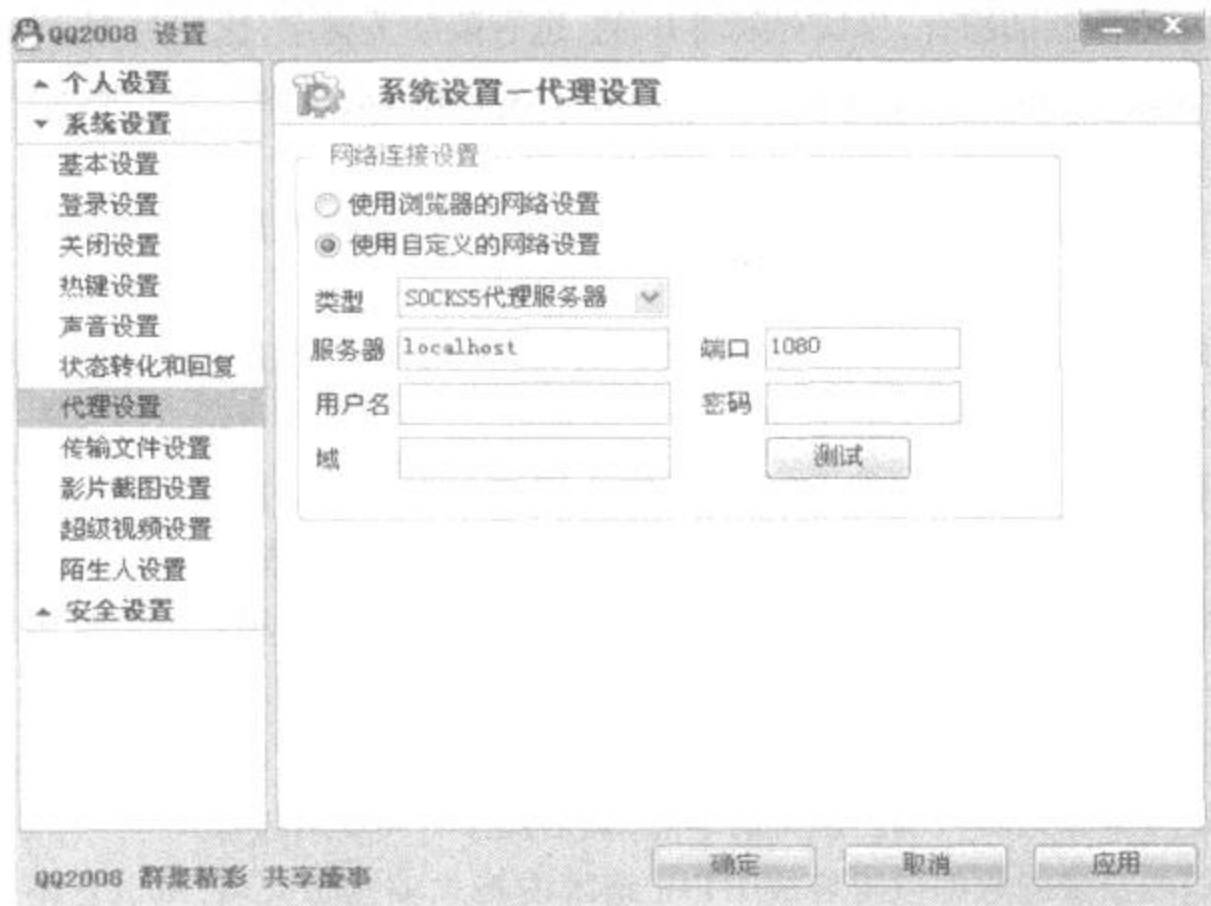 QQ2008 设置
个人设置
系统设置
基本设置
登录设置
关闭设置
热键设置
声音设置
状态转化和回复
代理设置
传输文件设置
影片截图设置
超级视频设置
陌生人设置
安全设置
系统设置—代理设置
网络连接设置
使用浏览器的网络设置
使用自定义的网络设置
类型 SOCKS5代理服务器
服务器 localhost 端口 1080
用户名 密码
域 测试
QQ2008 共享
确定 取消 应用